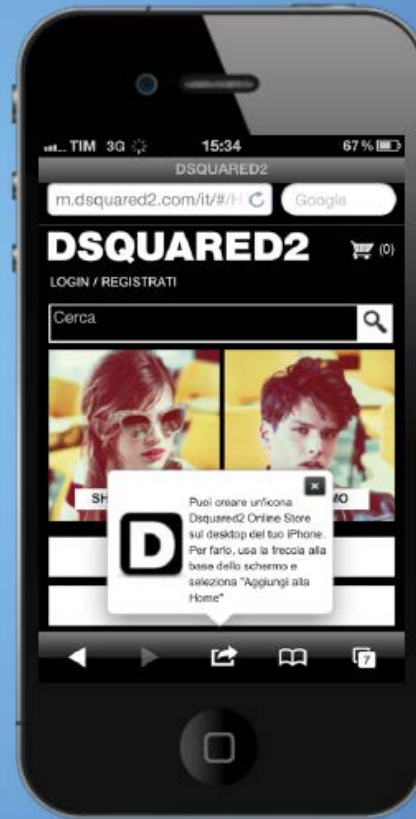 TIM 3G 15:34 67%
DSQUARED2
m.dsquared2.com/it/#/H Google
DSQUARED2 (0)
LOGIN / REGISTRATI
Cerca
SH MO
D
Puoi creare un'icona
Dsquared2 Online Store
sul desktop del tuo iPhone.
Per farlo, usa la freccia alla
base dello schermo e
seleziona "Aggiungi alla
Home"
7